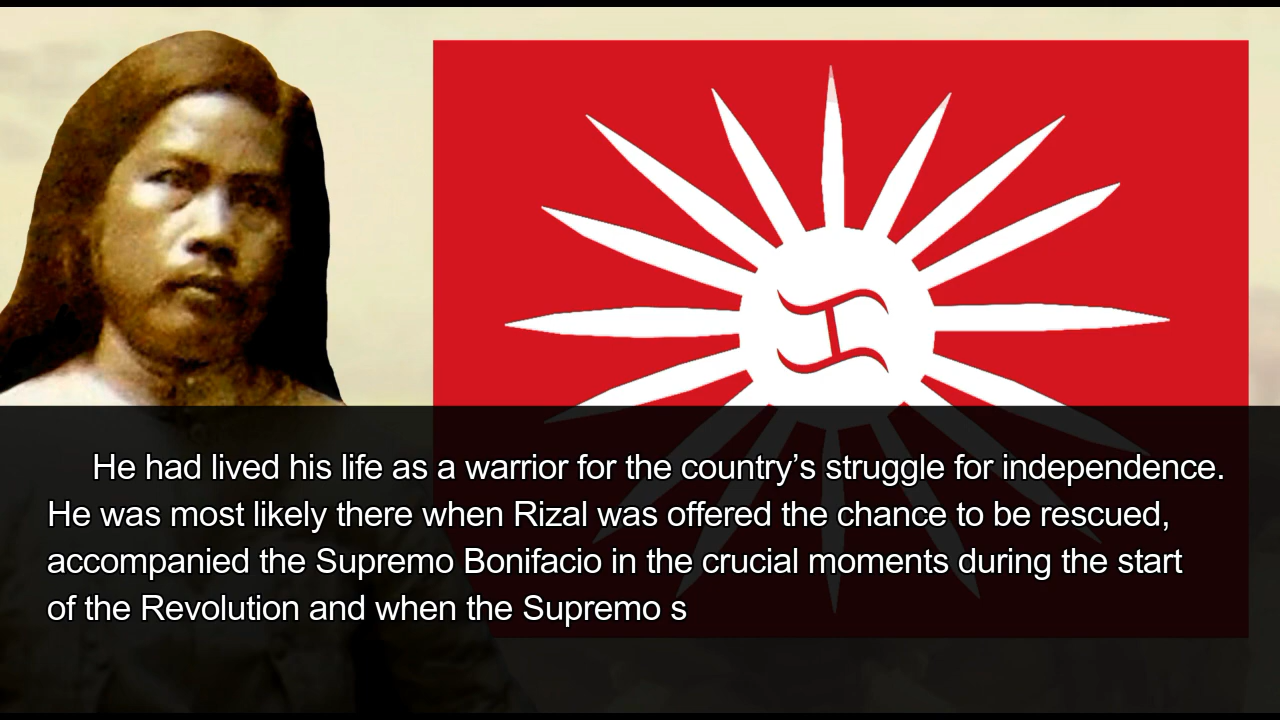 He had lived his life as a warrior for the country’s struggle for independence.
He was most likely there when Rizal was offered the chance to be rescued,
accompanied the Supremo Bonifacio in the crucial moments during the start
of the Revolution and when the Supremo s